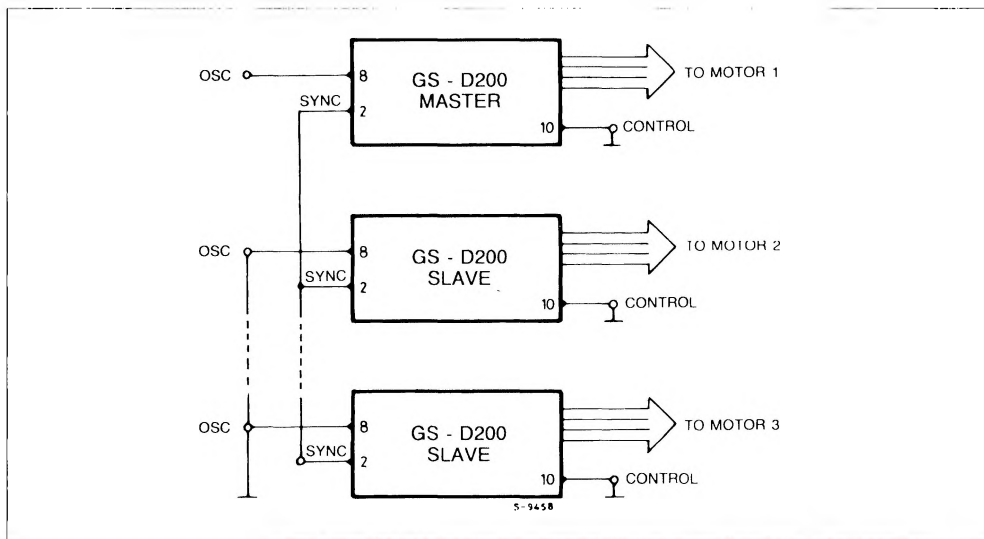 OSC
8
GS - D200
MASTER
TO MOTOR 1
SYNC
2
10
CONTROL
OSC
8
GS - D200
SLAVE
TO MOTOR 2
SYNC
2
10
CONTROL
OSC
8
GS - D200
SLAVE
TO MOTOR 3
SYNC
2
10
CONTROL
S-9458